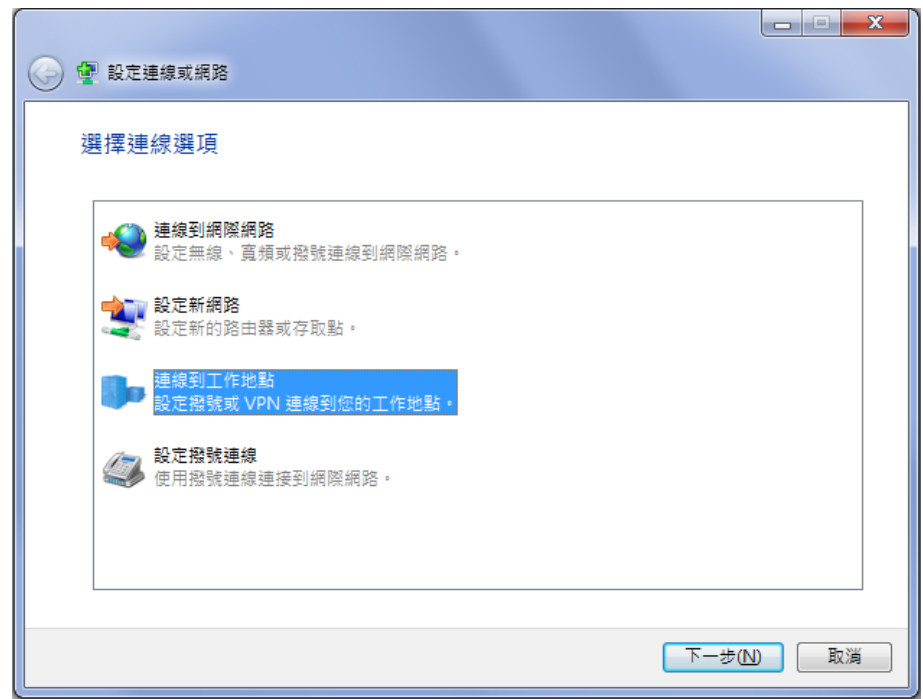 設定連線或網路
選擇連線選項
連線到網際網路
設定無線、寬頻或撥號連線到網際網路。
設定新網路
設定新的路由器或存取點。
連線到工作地點
設定撥號或 VPN 連線到您的工作地點。
設定撥號連線
使用撥號連線連接到網際網路。
下一步(N)
取消